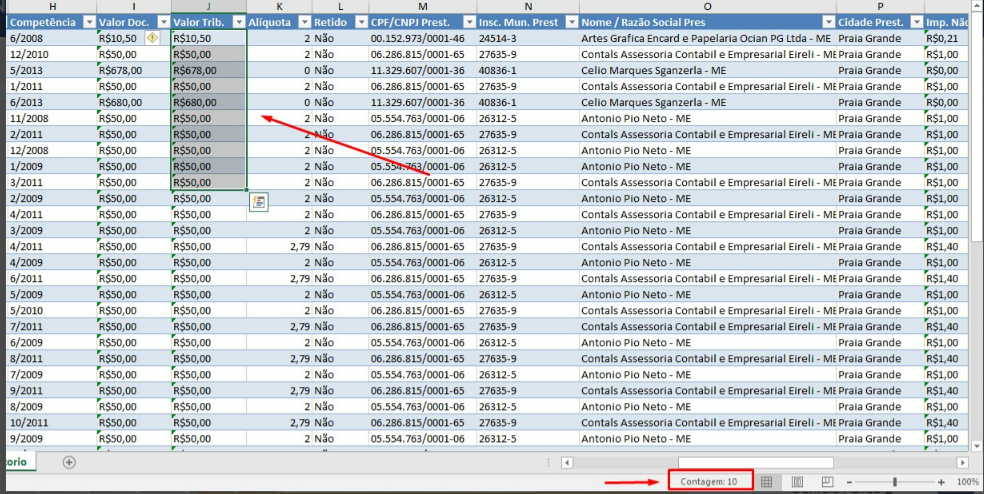 H I J K L M N O P
Competência Valor Doc. Valor Trib. Alíquota Retido CPF/CNPJ Prest. Insc. Mun. Prest Nome / Razão Social Pres Cidade Prest. Imp. Não
6/2008 R$10,50 R$10,50 2 Não 00.152.973/0001-46 24514-3 Artes Grafica Encard e Papelaria Ocian PG Ltda - ME Praia Grande R$0,21
12/2010 R$50,00 R$50,00 2 Não 06.286.815/0001-65 27635-9 Contals Assessoria Contabil e Empresarial Eireli - ME Praia Grande R$1,00
5/2013 R$678,00 R$678,00 0 Não 11.329.607/0001-36 40836-1 Celio Marques Sganzerla - ME Praia Grande R$0,00
1/2011 R$50,00 R$50,00 2 Não 06.286.815/0001-65 27635-9 Contals Assessoria Contabil e Empresarial Eireli - ME Praia Grande R$1,00
6/2013 R$680,00 R$680,00 0 Não 11.329.607/0001-36 40836-1 Celio Marques Sganzerla - ME Praia Grande R$0,00
11/2008 R$50,00 R$50,00 2 Não 05.554.763/0001-06 26312-5 Antonio Pio Neto - ME Praia Grande R$1,00
2/2011 R$50,00 R$50,00 2 Não 06.286.815/0001-65 27635-9 Contals Assessoria Contabil e Empresarial Eireli - ME Praia Grande R$1,00
12/2008 R$50,00 R$50,00 2 Não 05.554.763/0001-06 26312-5 Antonio Pio Neto - ME Praia Grande R$1,00
1/2009 R$50,00 R$50,00 2 Não 05.554.763/0001-06 26312-5 Antonio Pio Neto - ME Praia Grande R$1,00
3/2011 R$50,00 R$50,00 2 Não 06.286.815/0001-65 27635-9 Contals Assessoria Contabil e Empresarial Eireli - ME Praia Grande R$1,00
2/2009 R$50,00 R$50,00 2 Não 05.554.763/0001-06 26312-5 Antonio Pio Neto - ME Praia Grande R$1,00
4/2011 R$50,00 R$50,00 2 Não 06.286.815/0001-65 27635-9 Contals Assessoria Contabil e Empresarial Eireli - ME Praia Grande R$1,00
3/2009 R$50,00 R$50,00 2 Não 05.554.763/0001-06 26312-5 Antonio Pio Neto - ME Praia Grande R$1,00
4/2011 R$50,00 R$50,00 2,79 Não 06.286.815/0001-65 27635-9 Contals Assessoria Contabil e Empresarial Eireli - ME Praia Grande R$1,40
4/2009 R$50,00 R$50,00 2 Não 05.554.763/0001-06 26312-5 Antonio Pio Neto - ME Praia Grande R$1,00
6/2011 R$50,00 R$50,00 2,79 Não 06.286.815/0001-65 27635-9 Contals Assessoria Contabil e Empresarial Eireli - ME Praia Grande R$1,40
5/2009 R$50,00 R$50,00 2 Não 05.554.763/0001-06 26312-5 Antonio Pio Neto - ME Praia Grande R$1,00
5/2010 R$50,00 R$50,00 2 Não 06.286.815/0001-65 27635-9 Contals Assessoria Contabil e Empresarial Eireli - ME Praia Grande R$1,00
7/2011 R$50,00 R$50,00 2,79 Não 06.286.815/0001-65 27635-9 Contals Assessoria Contabil e Empresarial Eireli - ME Praia Grande R$1,40
6/2009 R$50,00 R$50,00 2 Não 05.554.763/0001-06 26312-5 Antonio Pio Neto - ME Praia Grande R$1,00
8/2011 R$50,00 R$50,00 2,79 Não 06.286.815/0001-65 27635-9 Contals Assessoria Contabil e Empresarial Eireli - ME Praia Grande R$1,40
7/2009 R$50,00 R$50,00 2 Não 05.554.763/0001-06 26312-5 Antonio Pio Neto - ME Praia Grande R$1,00
9/2011 R$50,00 R$50,00 2,79 Não 06.286.815/0001-65 27635-9 Contals Assessoria Contabil e Empresarial Eireli - ME Praia Grande R$1,40
8/2009 R$50,00 R$50,00 2 Não 05.554.763/0001-06 26312-5 Antonio Pio Neto - ME Praia Grande R$1,00
10/2011 R$50,00 R$50,00 2,79 Não 06.286.815/0001-65 27635-9 Contals Assessoria Contabil e Empresarial Eireli - ME Praia Grande R$1,40
9/2009 R$50,00 R$50,00 2 Não 05.554.763/0001-06 26312-5 Antonio Pio Neto - ME Praia Grande R$1,00
orio
Contagem: 10 100%